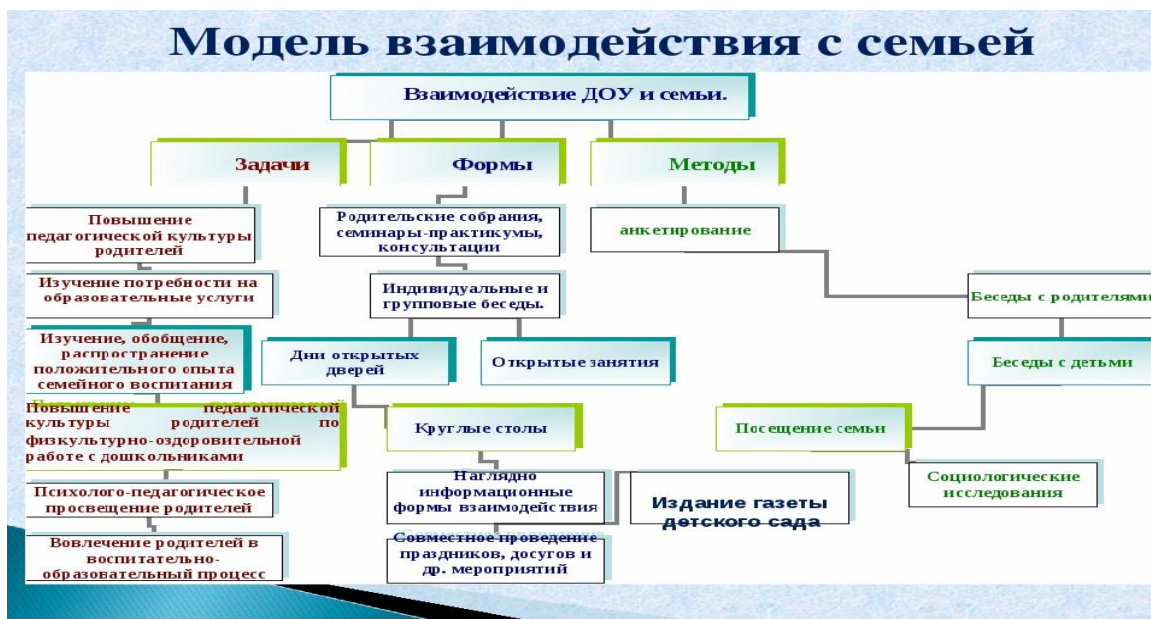 Модель взаимодействия с семьей
Взаимодействие ДОУ и семьи.
Задачи
Формы
Методы
Повышение
педагогической культуры
родителей
Изучение потребности на
образовательные услуги
Изучение, обобщение,
распространение
положительного опыта
семейного воспитания
Повышение педагогической
культуры родителей по
физкультурно-оздоровительной
работе с дошкольниками
Психолого-педагогическое
просвещение родителей
Вовлечение родителей в
воспитательно-
образовательный процесс
Родительские собрания,
семинары-практикумы,
консультации
Индивидуальные и
групповые беседы.
Дни открытых
дверей
Открытые занятия
Круглые столы
Наглядно
информационные
формы взаимодействия
Издание газеты
детского сада
Совместное проведение
праздников, досугов и
др. мероприятий
анкетирование
Беседы с родителями
Беседы с детьми
Посещение семьи
Социологические
исследования